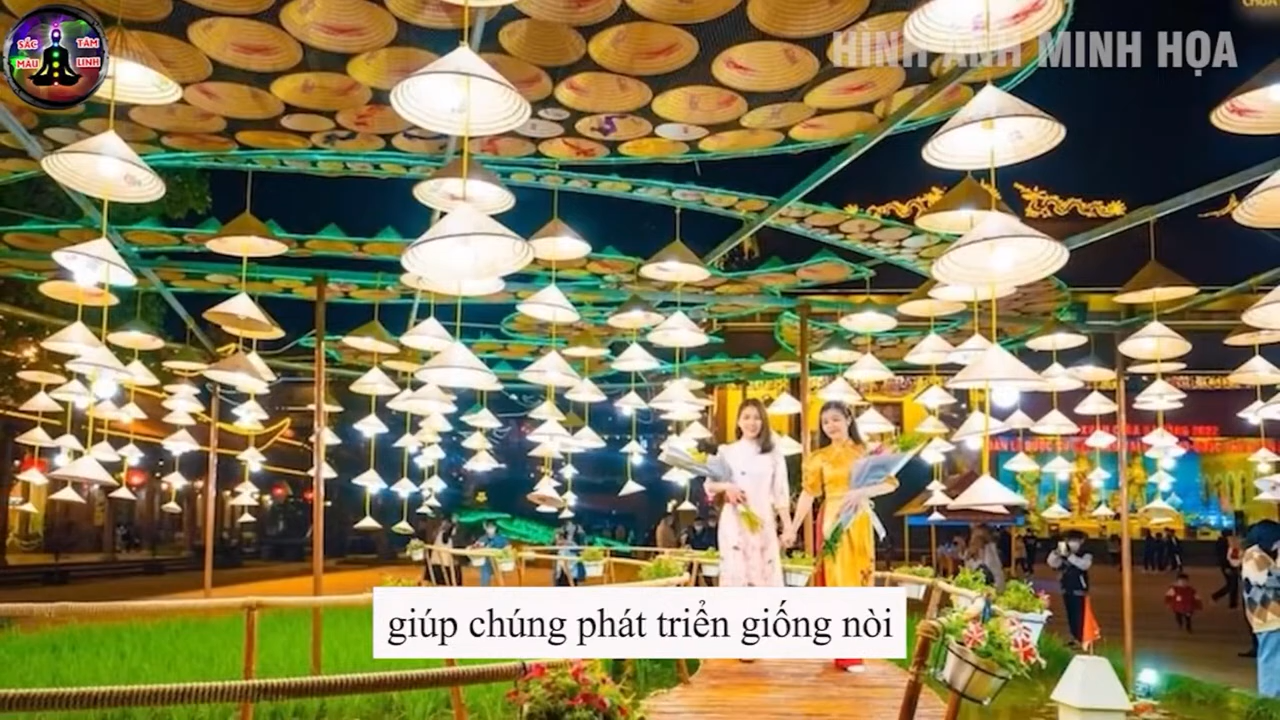 SẮC
MÀU
TÂM
LINH
HÌNH ẢNH MINH HỌA
giúp chúng phát triển giống nòi